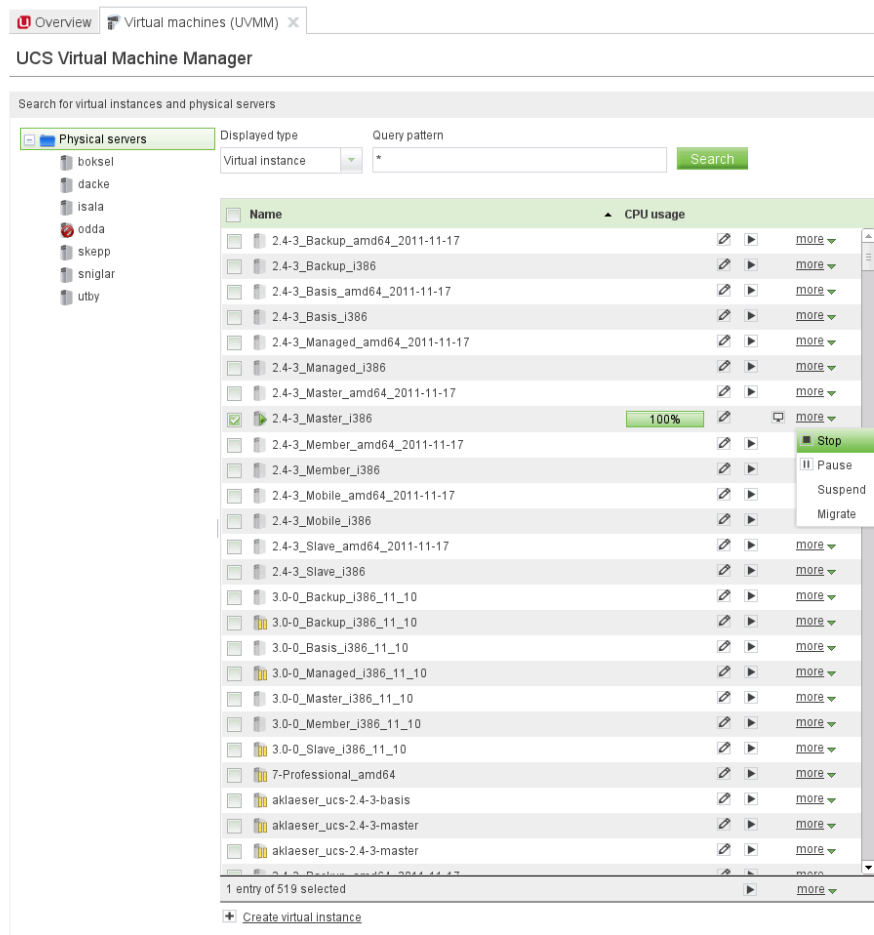 Overview Virtual machines (UVMM)
UCS Virtual Machine Manager
Search for virtual instances and physical servers
Physical servers
boksel
dacke
isala
odda
skepp
sniglar
utby
Displayed type Query pattern
Virtual instance * Search
Name CPU usage
2.4-3_Backup_amd64_2011-11-17 more
2.4-3_Backup_i386 more
2.4-3_Basis_amd64_2011-11-17 more
2.4-3_Basis_i386 more
2.4-3_Managed_amd64_2011-11-17 more
2.4-3_Managed_i386 more
2.4-3_Master_amd64_2011-11-17 more
2.4-3_Master_i386 100% more
2.4-3_Member_amd64_2011-11-17 Stop
2.4-3_Member_i386 Pause
2.4-3_Mobile_amd64_2011-11-17 Suspend
2.4-3_Mobile_i386 Migrate
2.4-3_Slave_amd64_2011-11-17 more
2.4-3_Slave_i386 more
3.0-0_Backup_i386_11_10 more
3.0-0_Backup_i386_11_10 more
3.0-0_Basis_i386_11_10 more
3.0-0_Managed_i386_11_10 more
3.0-0_Master_i386_11_10 more
3.0-0_Member_i386_11_10 more
3.0-0_Slave_i386_11_10 more
7-Professional_amd64 more
aklaeser_ucs-2.4-3-basis more
aklaeser_ucs-2.4-3-master more
aklaeser_ucs-2.4-3-master more
1 entry of 519 selected more
Create virtual instance